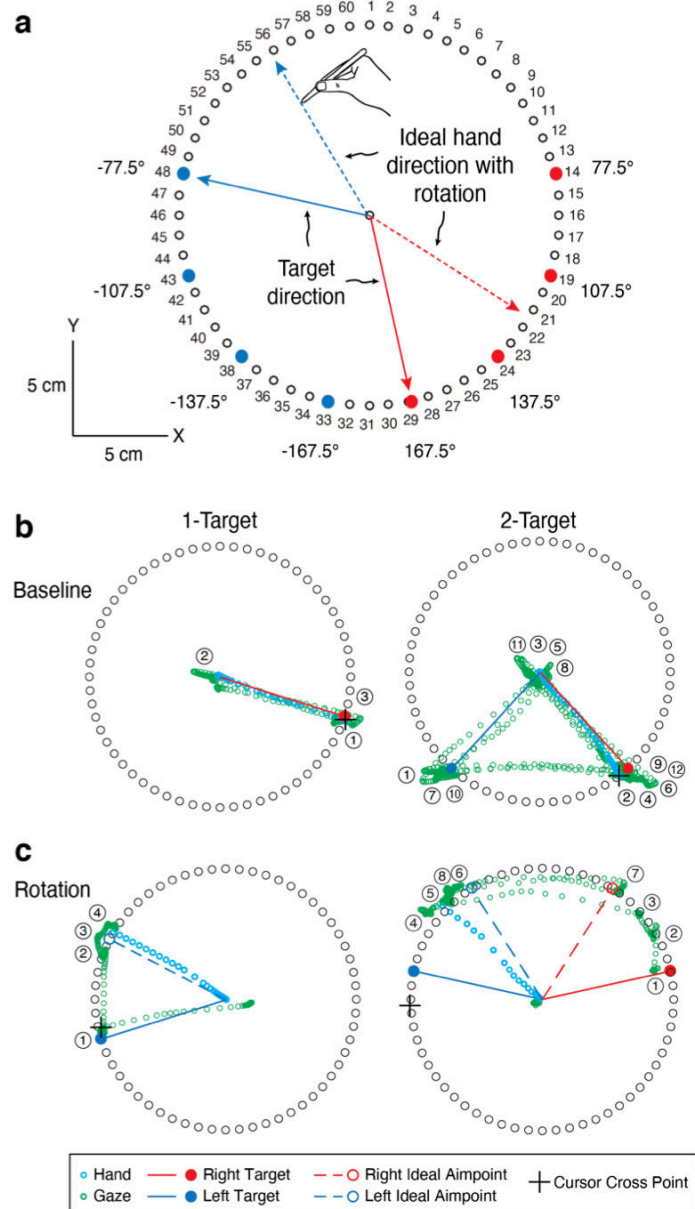 a
57 58 59 60 1 2 3 4 5
56 6
55 7
54 8
53 9
52 10
51 11
50 12
49 13
-77.5° 48 14 77.5°
47 15
46 16
45 17
44 18
-107.5° 43 19 107.5°
42 20
41 21
40 22
39 23
38 24
-137.5° 37 25 137.5°
36 26
35 27
34 33 32 31 30 29 28
-167.5° 167.5°
Ideal hand
direction with
rotation
Target
direction
Y
5 cm
X
5 cm
b
1-Target 2-Target
Baseline
② ③ ①
⑪ ③ ⑤
⑧
① ⑨ ⑫
⑦ ⑩ ② ④ ⑥
c
Rotation
④
③
②
①
⑧ ⑥ ⑦
⑤ ③
④ ②
①
Hand Right Target Right Ideal Aimpoint Cursor Cross Point
Gaze Left Target Left Ideal Aimpoint